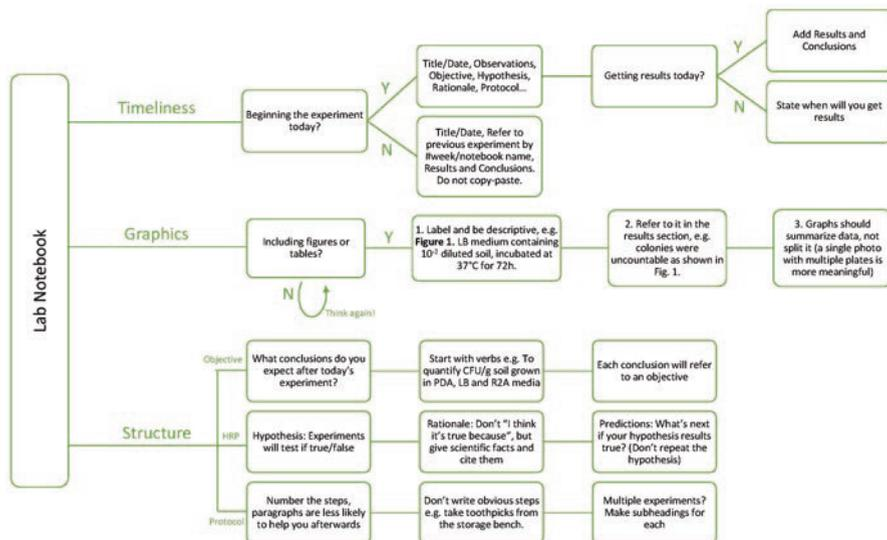 Lab Notebook
Timeliness
Beginning the experiment
today?
Y
Title/Date, Observations,
Objective, Hypothesis,
Rationale, Protocol...
Getting results today?
Y
Add Results and
Conclusions
N
State when will you get
results
N
Title/Date, Refer to
previous experiment by
#week/notebook name,
Results and Conclusions.
Do not copy-paste.
Graphics
Including figures or
tables?
Y
1. Label and be descriptive, e.g.
Figure 1. LB medium containing
10⁻² diluted soil, incubated at
37°C for 72h.
2. Refer to it in the
results section, e.g.
colonies were
uncountable as shown in
Fig. 1.
3. Graphs should
summarize data, not
split it (a single photo
with multiple plates is
more meaningful)
N
Think again!
Structure
Objective
What conclusions do you
expect after today's
experiment?
Start with verbs e.g. To
quantify CFU/g soil grown
in PDA, LB and R2A media
Each conclusion will refer
to an objective
HRP
Hypothesis: Experiments
will test if true/false
Rationale: Don't "I think
it's true because", but
give scientific facts and
cite them
Predictions: What's next
if your hypothesis results
true? (Don't repeat the
hypothesis)
Protocol
Number the steps,
paragraphs are less likely
to help you afterwards
Don't write obvious steps
e.g. take toothpicks from
the storage bench.
Multiple experiments?
Make subheadings for
each